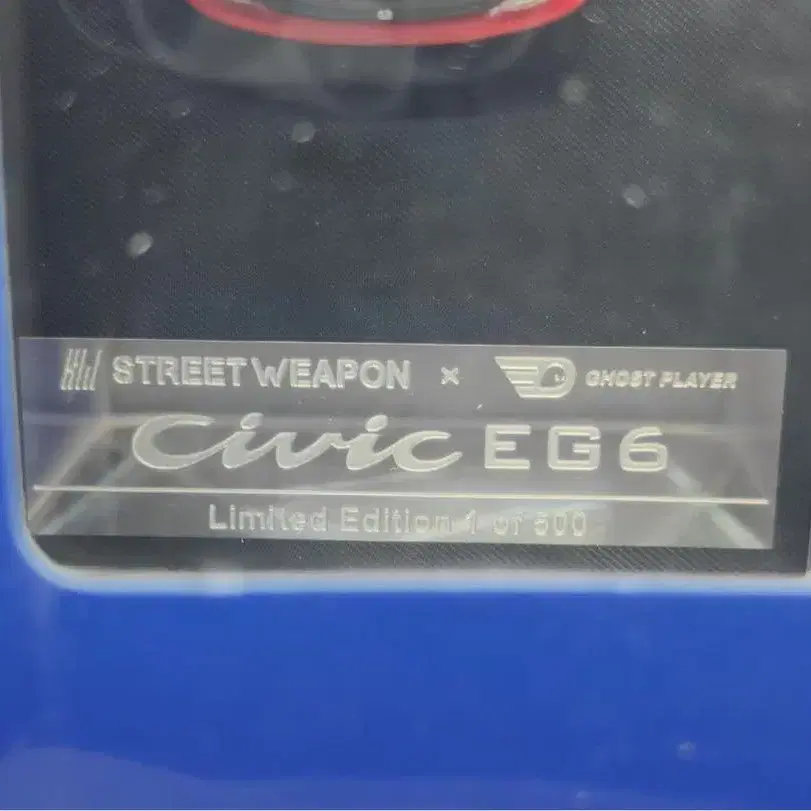 STREET WEAPON × GHOST PLAYER
Civic EG6
Limited Edition 1 of 500